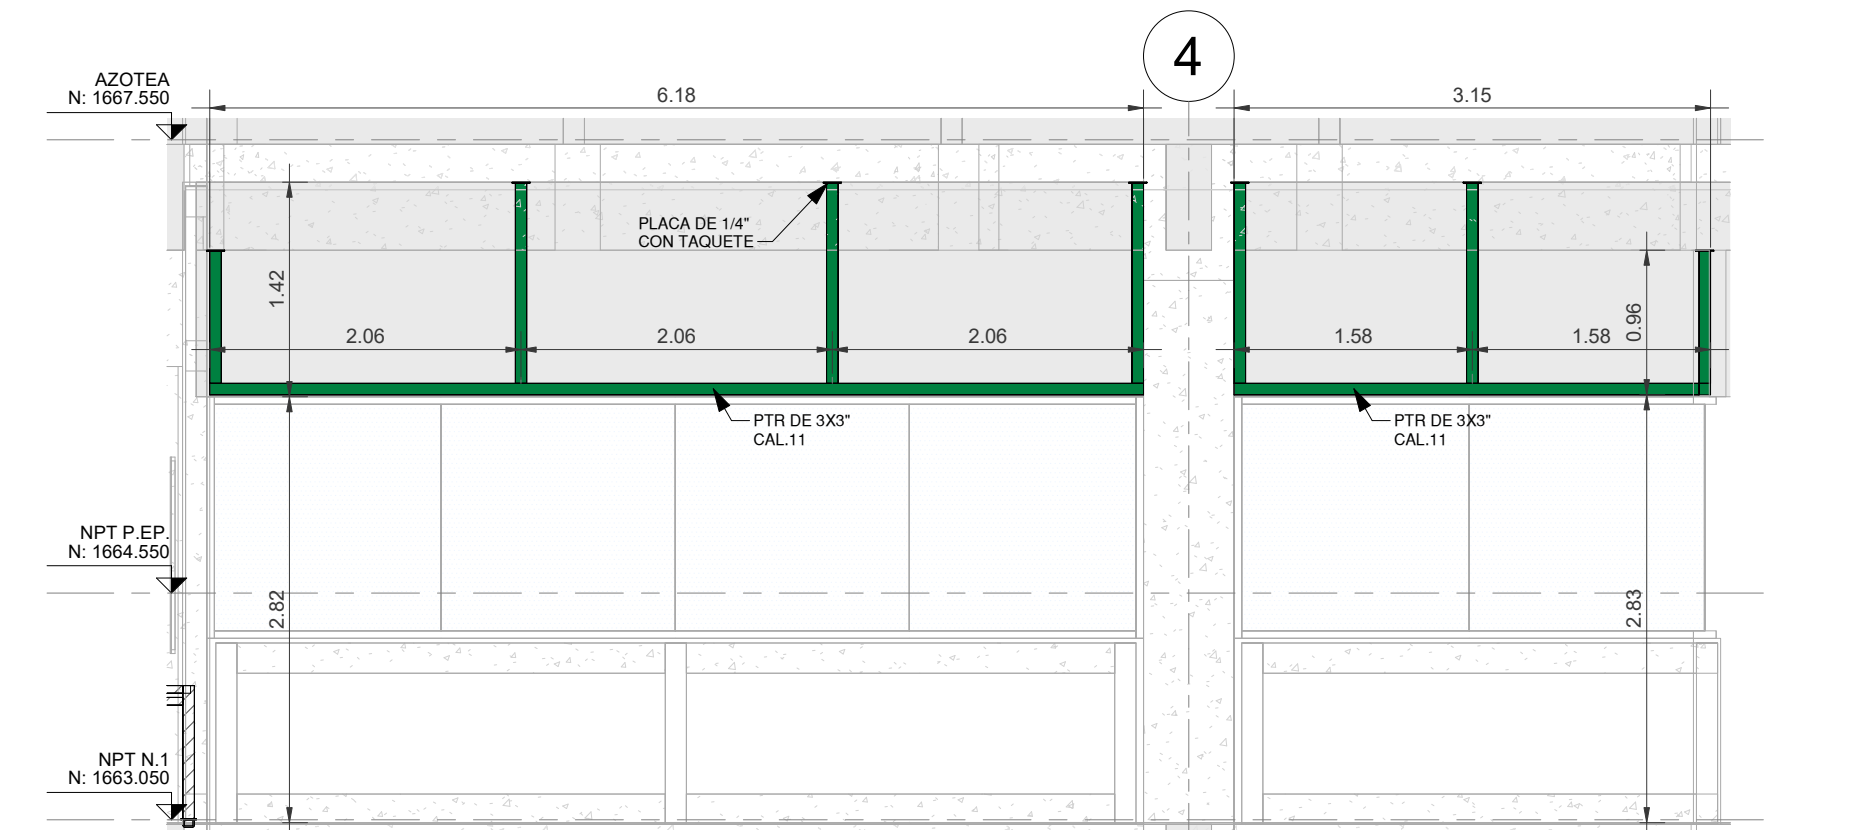 4
AZOTEA
N: 1667.550
6.18
3.15
PLACA DE 1/4"
CON TAQUETE
1.42
0.96
2.06
2.06
2.06
1.58
1.58
PTR DE 3X3"
CAL.11
PTR DE 3X3"
CAL.11
NPT P.EP.
N: 1664.550
2.82
2.83
NPT N.1
N: 1663.050